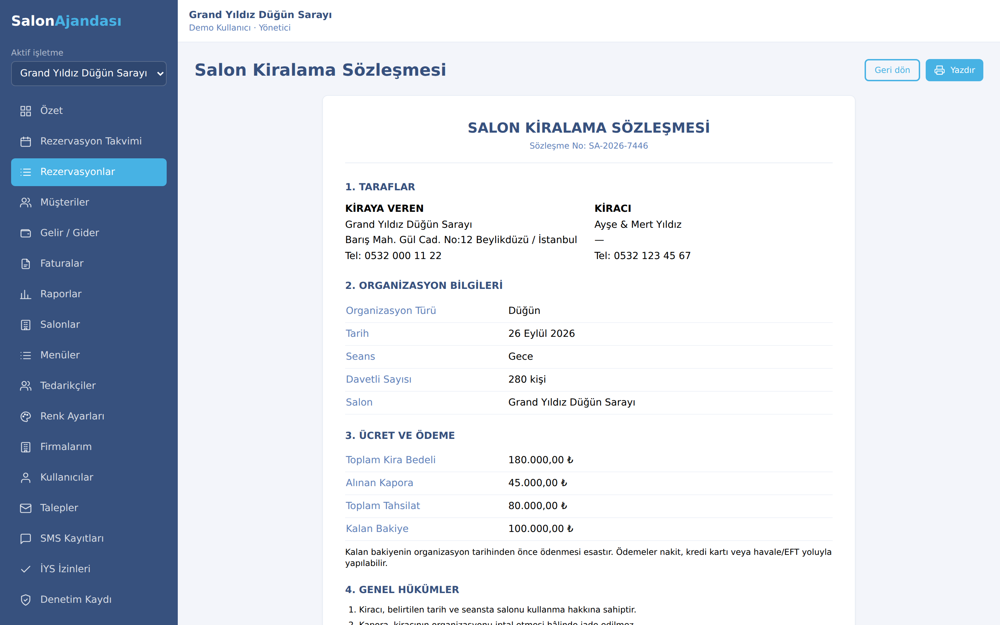 SalonAjandası
Aktif işletme
Grand Yıldız Düğün Sarayı
Özet
Rezervasyon Takvimi
Rezervasyonlar
Müşteriler
Gelir / Gider
Faturalar
Raporlar
Salonlar
Menüler
Tedarikçiler
Renk Ayarları
Firmalarım
Kullanıcılar
Talepler
SMS Kayıtları
İYS İzinleri
Denetim Kaydı
Grand Yıldız Düğün Sarayı
Demo Kullanıcı · Yönetici
Salon Kiralama Sözleşmesi
Geri dön
Yazdır
SALON KİRALAMA SÖZLEŞMESİ
Sözleşme No: SA-2026-7446
1. TARAFLAR
KİRAYA VEREN
Grand Yıldız Düğün Sarayı
Barış Mah. Gül Cad. No:12 Beylikdüzü / İstanbul
Tel: 0532 000 11 22
KİRACI
Ayşe & Mert Yıldız
—
Tel: 0532 123 45 67
2. ORGANİZASYON BİLGİLERİ
Organizasyon Türü Düğün
Tarih 26 Eylül 2026
Seans Gece
Davetli Sayısı 280 kişi
Salon Grand Yıldız Düğün Sarayı
3. ÜCRET VE ÖDEME
Toplam Kira Bedeli 180.000,00 ₺
Alınan Kapora 45.000,00 ₺
Toplam Tahsilat 80.000,00 ₺
Kalan Bakiye 100.000,00 ₺
Kalan bakiyenin organizasyon tarihinden önce ödenmesi esastır. Ödemeler nakit, kredi kartı veya havale/EFT yoluyla
yapılabilir.
4. GENEL HÜKÜMLER
1. Kiracı, belirtilen tarih ve seansta salonu kullanma hakkına sahiptir.
2. Kapora, kiracının organizasyonu iptal etmesi hâlinde iade edilmez.